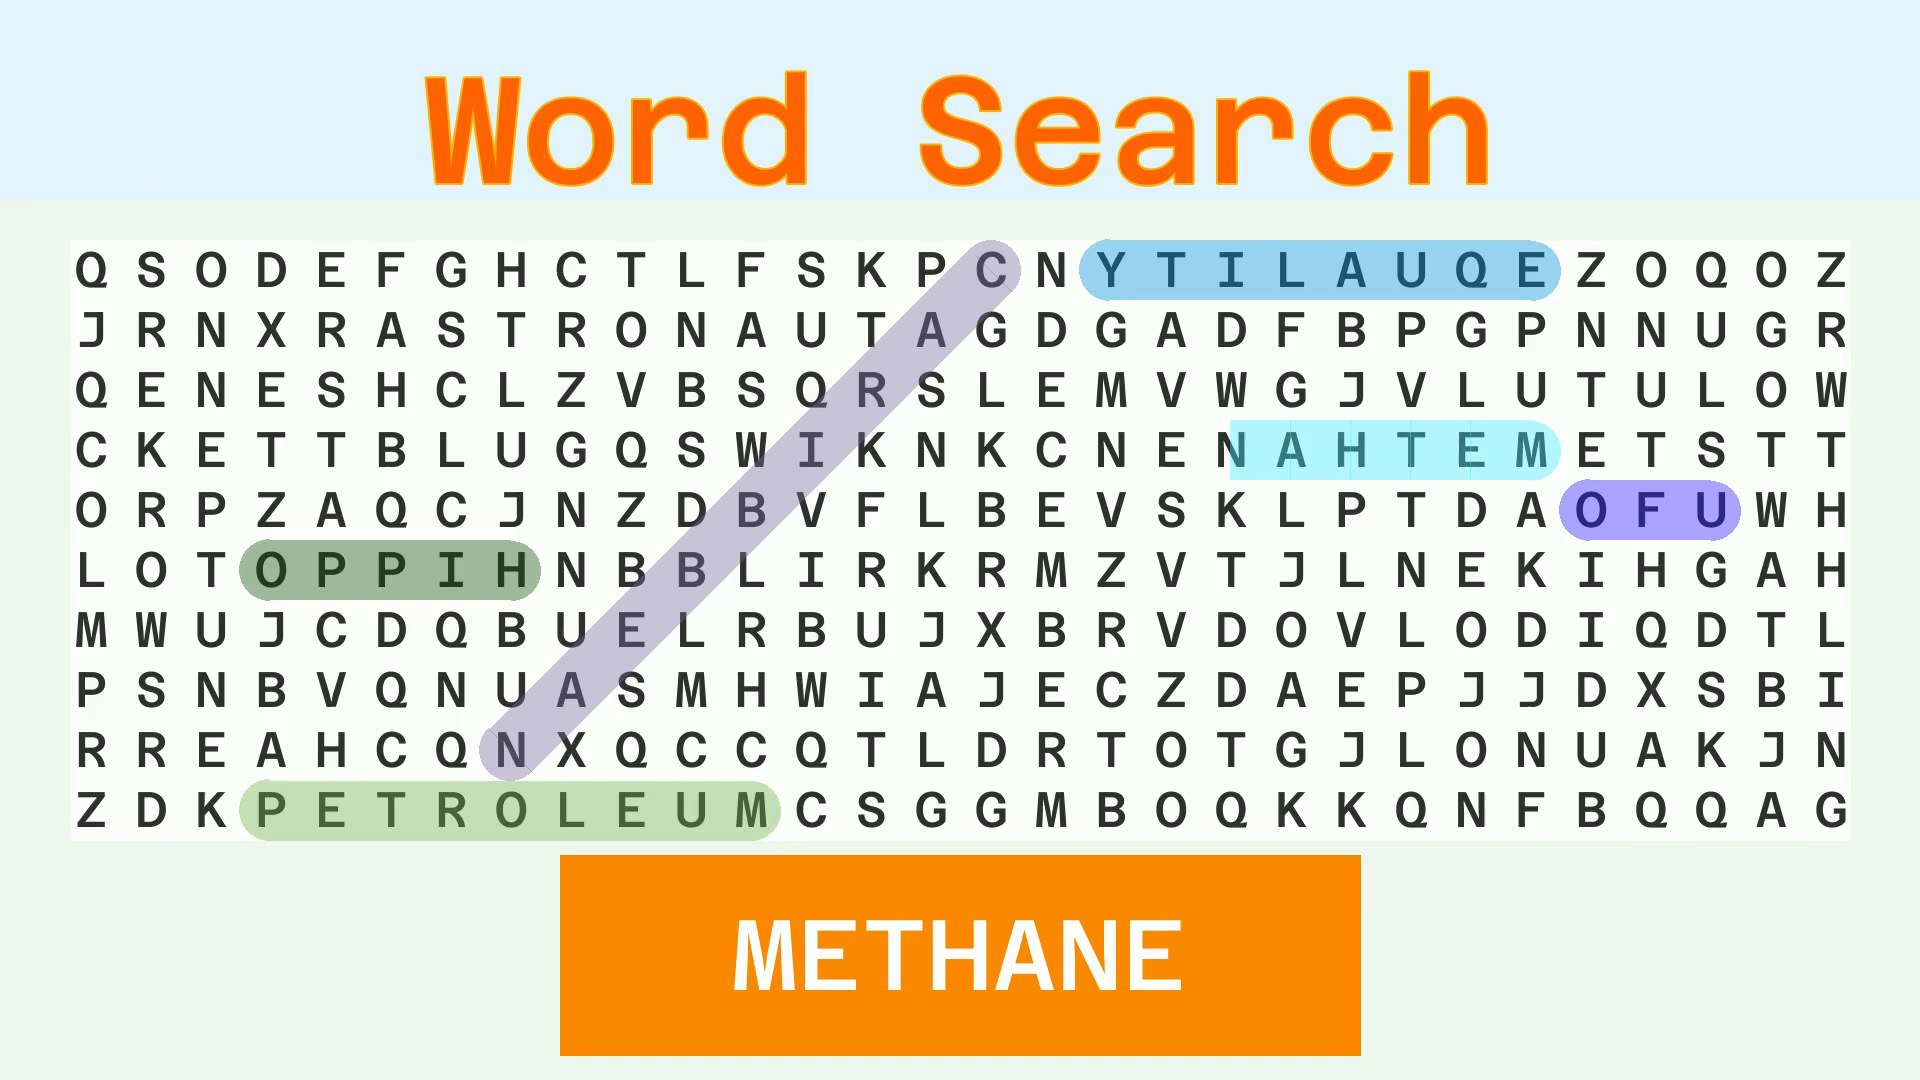 Word Search
Q S O D E F G H C T L F S K P C N Y T I L A U Q E Z O Q O Z
J R N X R A S T R O N A U T A G D G A D F B P G P N N U G R
Q E N E S H C L Z V B S Q R S L E M V W G J V L U T U L O W
C K E T T B L U G Q S W I K N K C N E N A H T E M E T S T T
O R P Z A Q C J N Z D B V F L B E V S K L P T D A O F U W H
L O T O P P I H N B B L I R K R M Z V T J L N E K I H G A H
M W U J C D Q B U E L R B U J X B R V D O V L O D I Q D T L
P S N B V Q N U A S M H W I A J E C Z D A E P J J D X S B I
R R E A H C Q N X Q C C Q T L D R T O T G J L O N U A K J N
Z D K P E T R O L E U M C S G G M B O Q K K Q N F B Q Q A G
METHANE